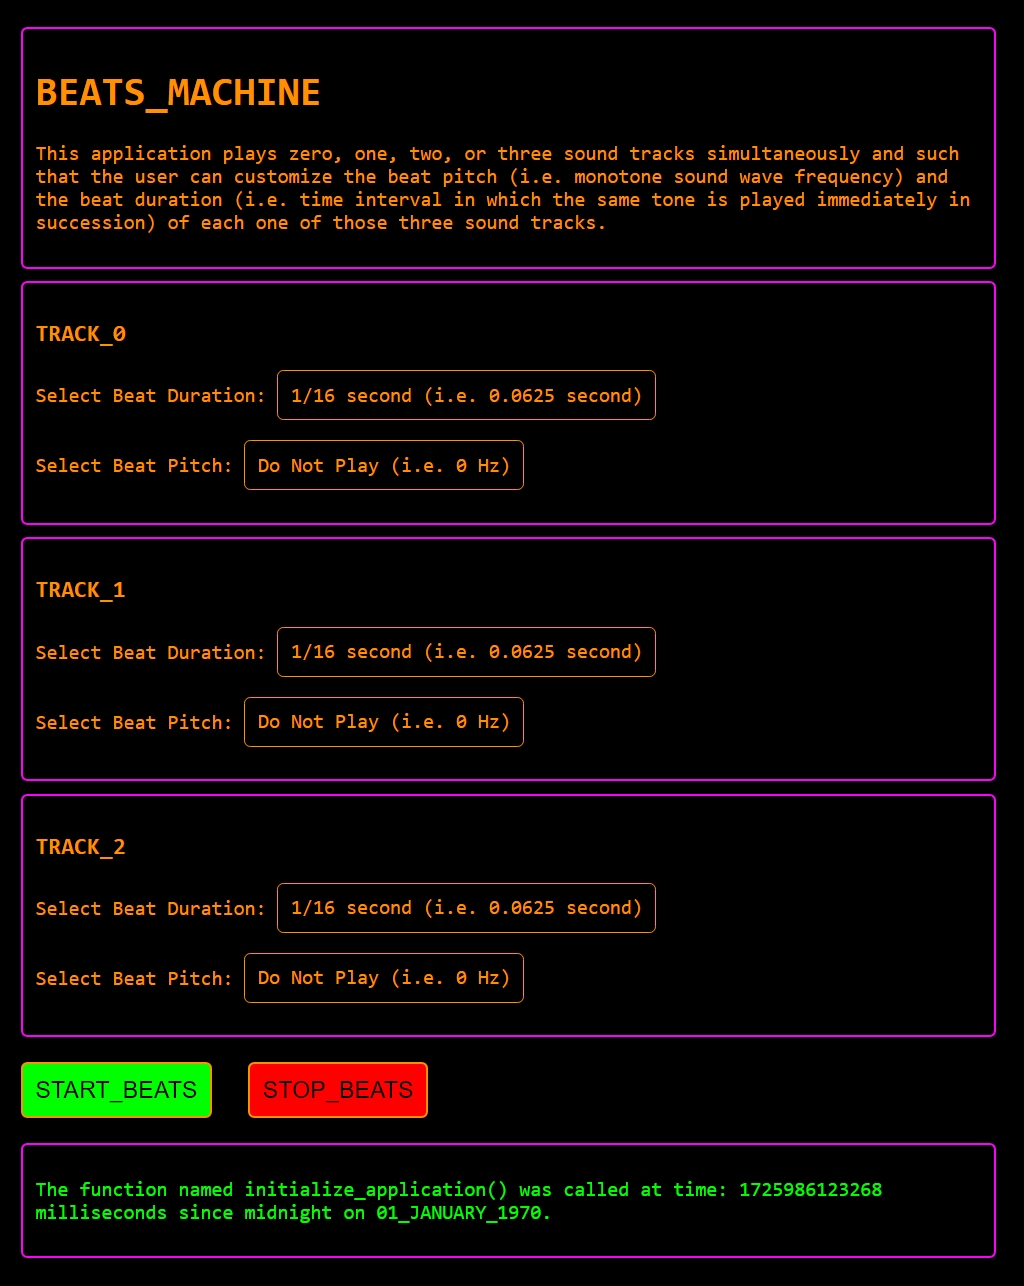 BEATS_MACHINE
This application plays zero, one, two, or three sound tracks simultaneously and such
that the user can customize the beat pitch (i.e. monotone sound wave frequency) and
the beat duration (i.e. time interval in which the same tone is played immediately in
succession) of each one of those three sound tracks.
TRACK_0
Select Beat Duration: 1/16 second (i.e. 0.0625 second)
Select Beat Pitch: Do Not Play (i.e. 0 Hz)
TRACK_1
Select Beat Duration: 1/16 second (i.e. 0.0625 second)
Select Beat Pitch: Do Not Play (i.e. 0 Hz)
TRACK_2
Select Beat Duration: 1/16 second (i.e. 0.0625 second)
Select Beat Pitch: Do Not Play (i.e. 0 Hz)
START_BEATS STOP_BEATS
The function named initialize_application() was called at time: 1725986123268
milliseconds since midnight on 01_JANUARY_1970.